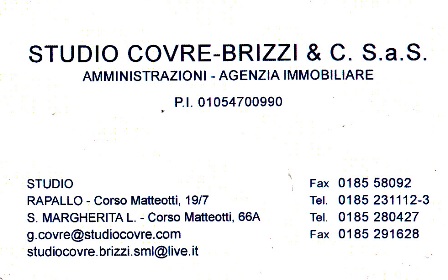 STUDIO COVRE-BRIZZI & C. S.a.S.
AMMINISTRAZIONI - AGENZIA IMMOBILIARE
P.I. 01054700990
STUDIO Fax 0185 58092
RAPALLO - Corso Matteotti, 19/7 Tel. 0185 231112-3
S. MARGHERITA L. - Corso Matteotti, 66A Tel. 0185 280427
g.covre@studiocovre.com Fax 0185 291628
studiocovre.brizzi.sml@live.it